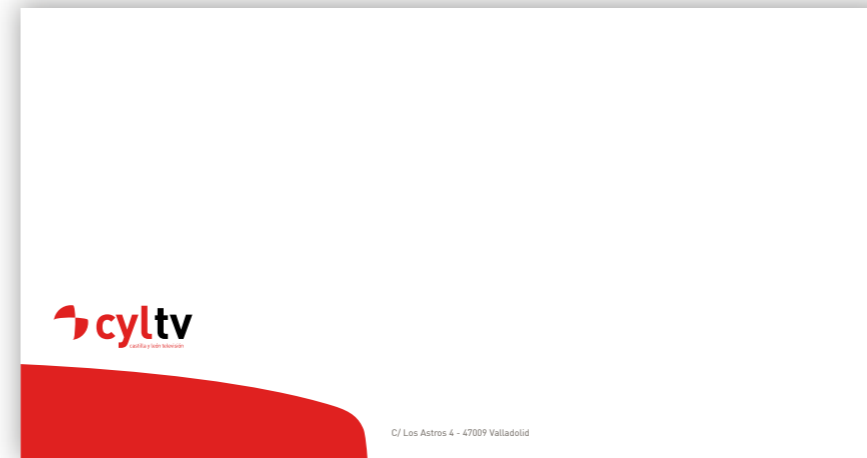 cyltv
castilla y león televisión
C/ Los Astros 4 - 47009 Valladolid